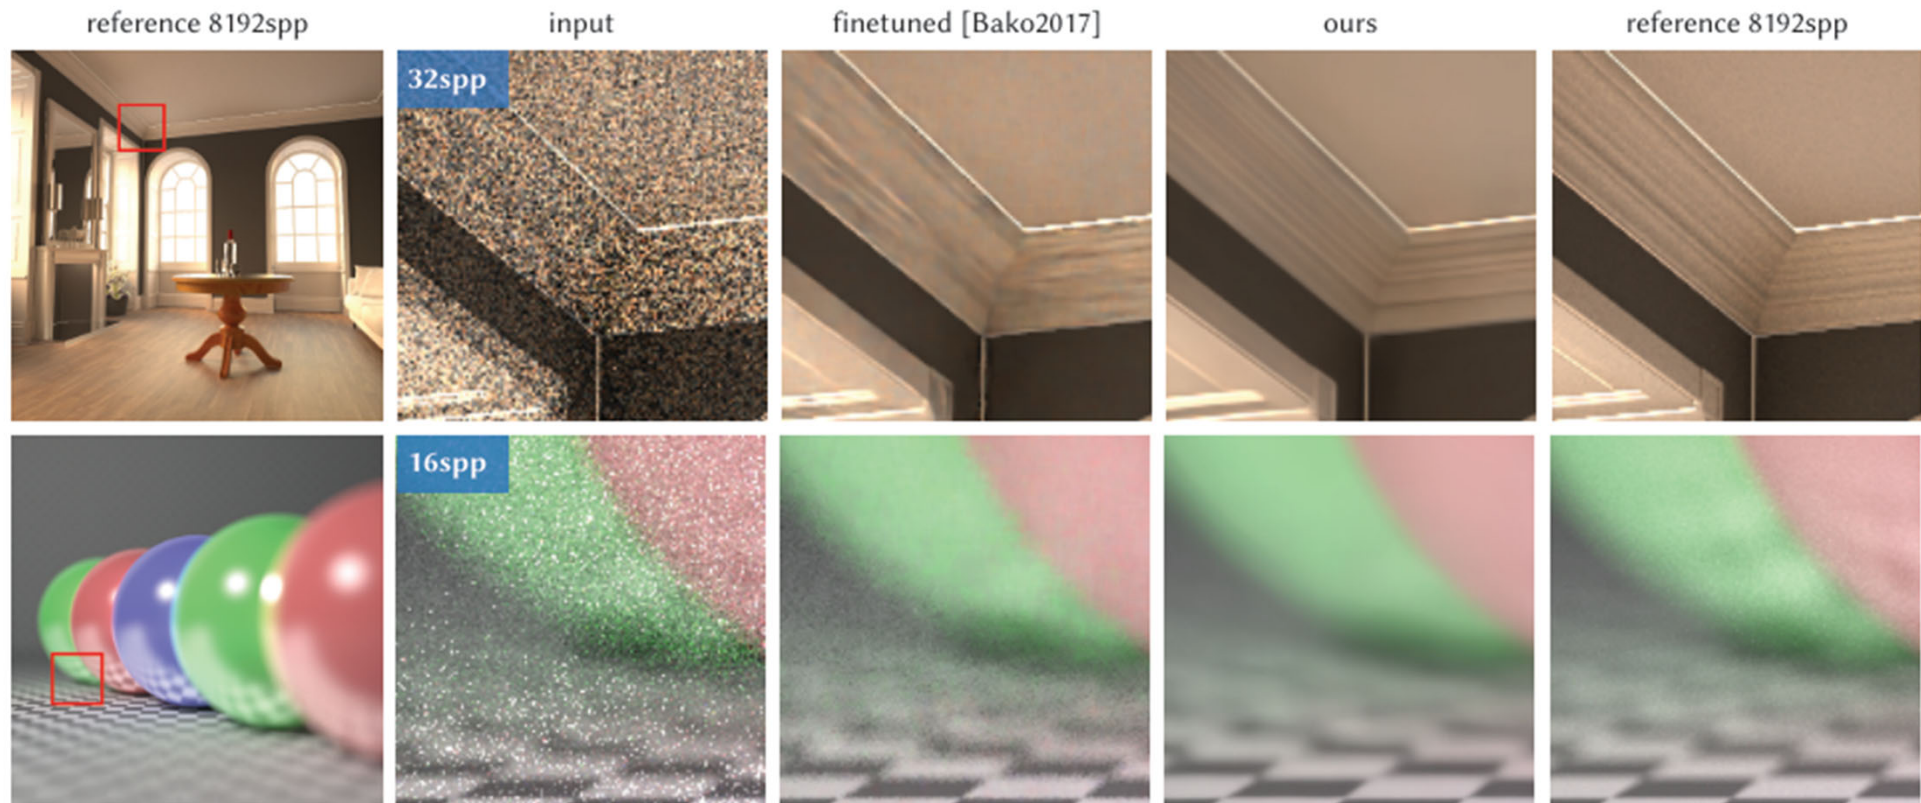 reference 8192spp
input
finetuned [Bako2017]
ours
reference 8192spp
32spp
16spp